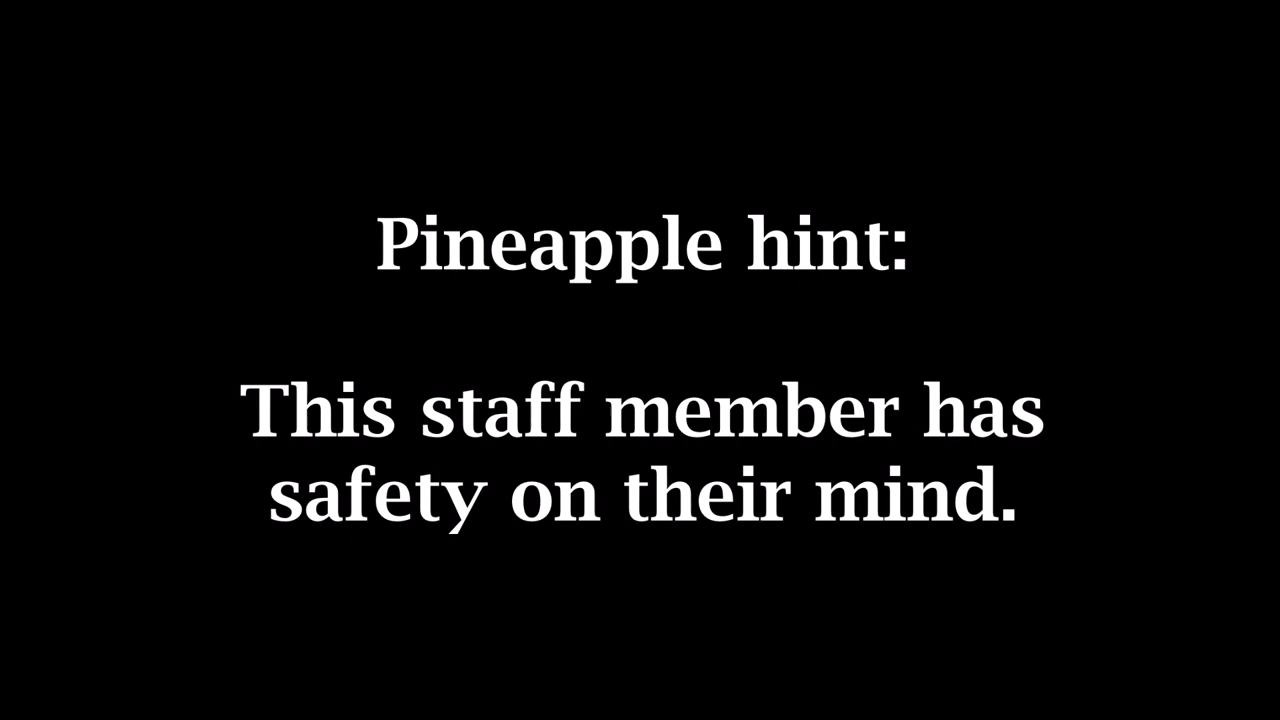 Pineapple hint:
This staff member has
safety on their mind.